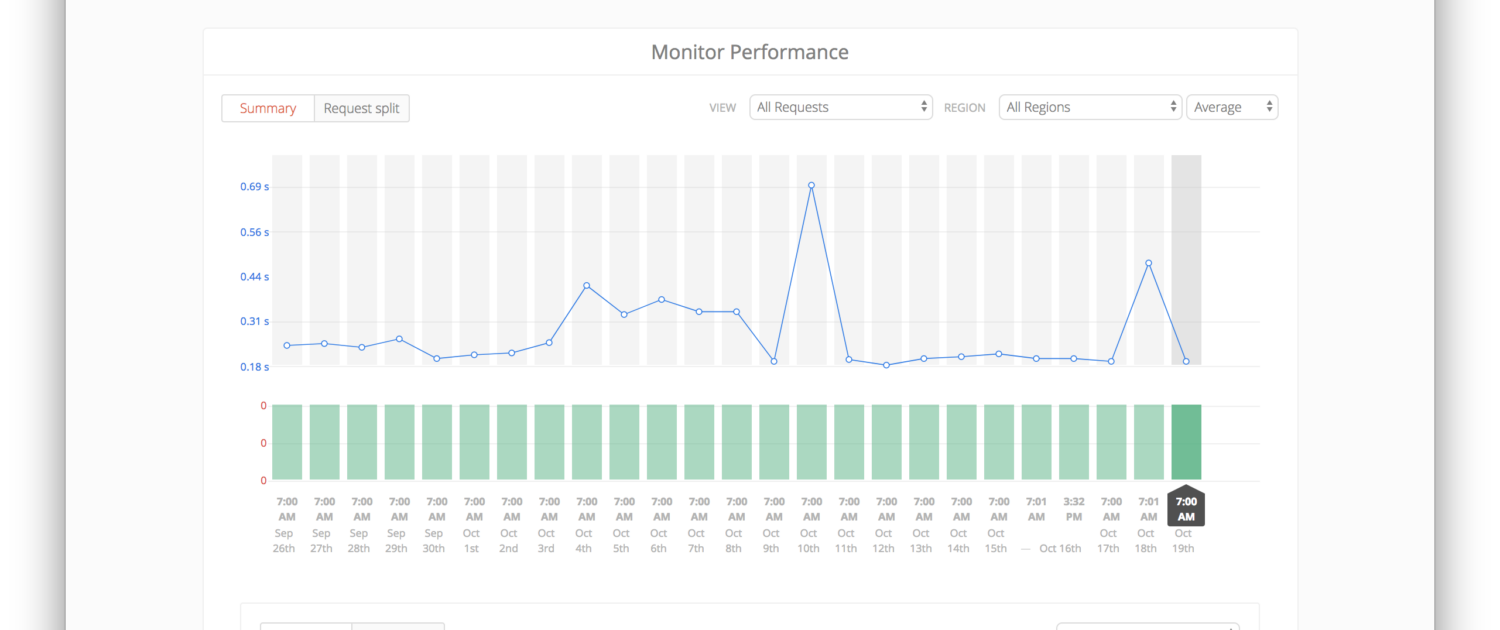 Monitor Performance
Summary Request split VIEW All Requests REGION All Regions Average
0.69 s
0.56 s
0.44 s
0.31 s
0.18 s
0
0
0
7:00 7:00 7:00 7:00 7:00 7:00 7:00 7:00 7:00 7:00 7:00 7:00 7:00 7:00 7:00 7:00 7:00 7:00 7:00 7:00 7:01 3:32 7:00 7:01 7:00
AM AM AM AM AM AM AM AM AM AM AM AM AM AM AM AM AM AM AM AM AM PM AM AM AM
Sep Sep Sep Sep Sep Oct Oct Oct Oct Oct Oct Oct Oct Oct Oct Oct Oct Oct Oct Oct Oct Oct Oct
26th 27th 28th 29th 30th 1st 2nd 3rd 4th 5th 6th 7th 8th 9th 10th 11th 12th 13th 14th 15th — Oct 16th 17th 18th 19th